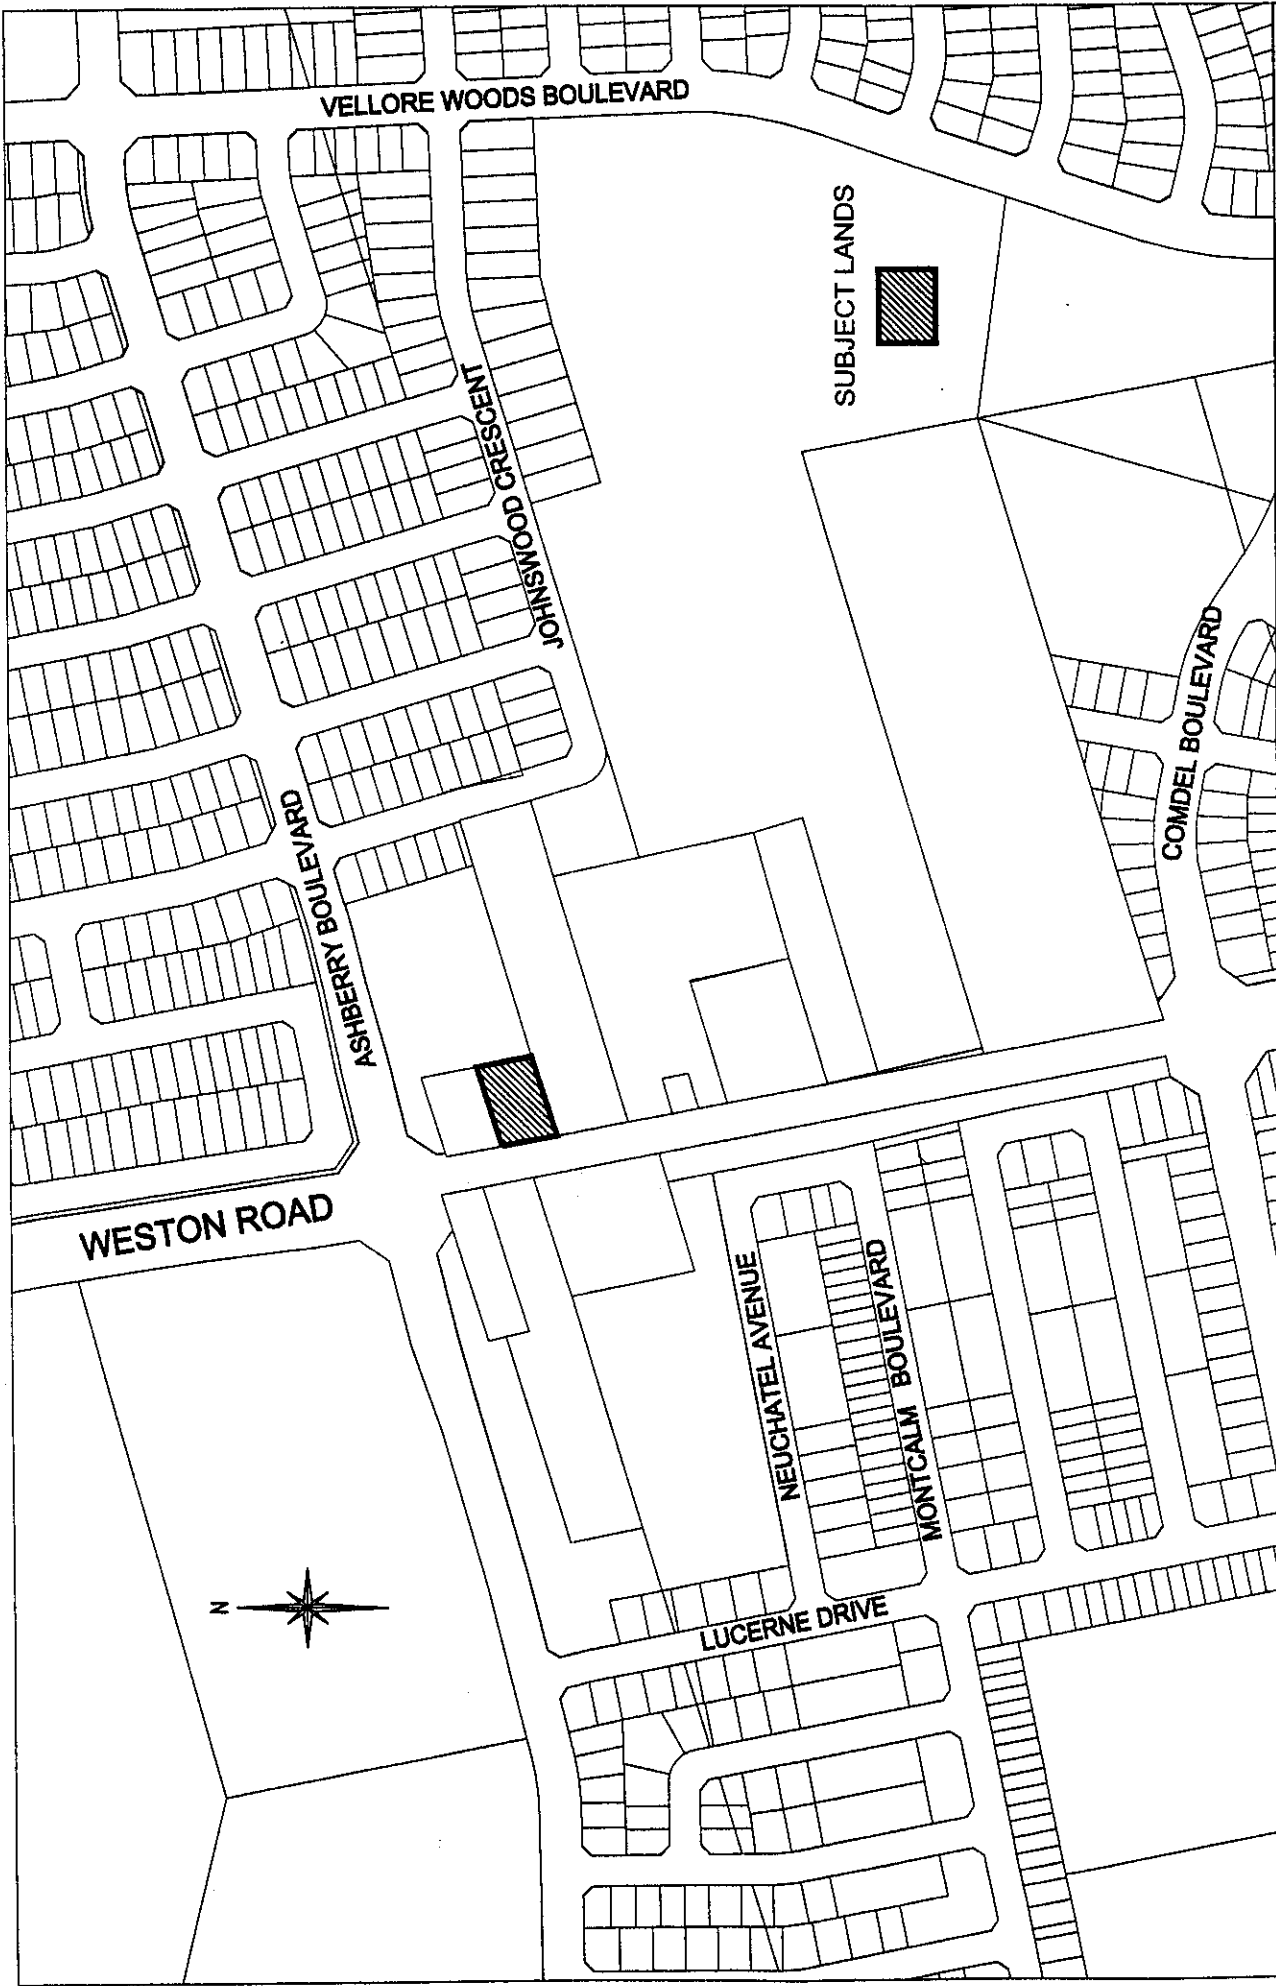 VELLORE WOODS BOULEVARD
SUBJECT LANDS
JOHNSWOOD CRESCENT
COMDEL BOULEVARD
ASHBERRY BOULEVARD
WESTON ROAD
NEUCHATEL AVENUE
MONTCALM BOULEVARD
N
LUCERNE DRIVE